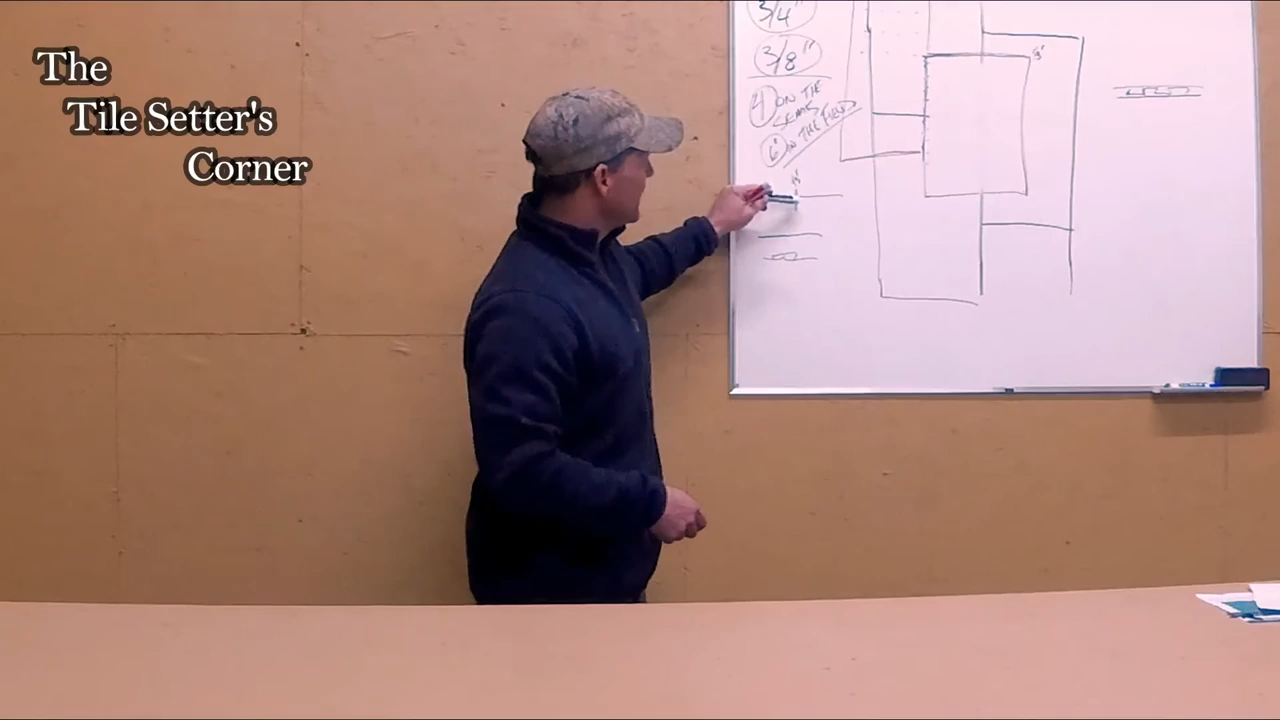 The
Tile Setter's
Corner
3/4"
3/8"
4" ON THE
SEAMS
6" IN THE FIELD